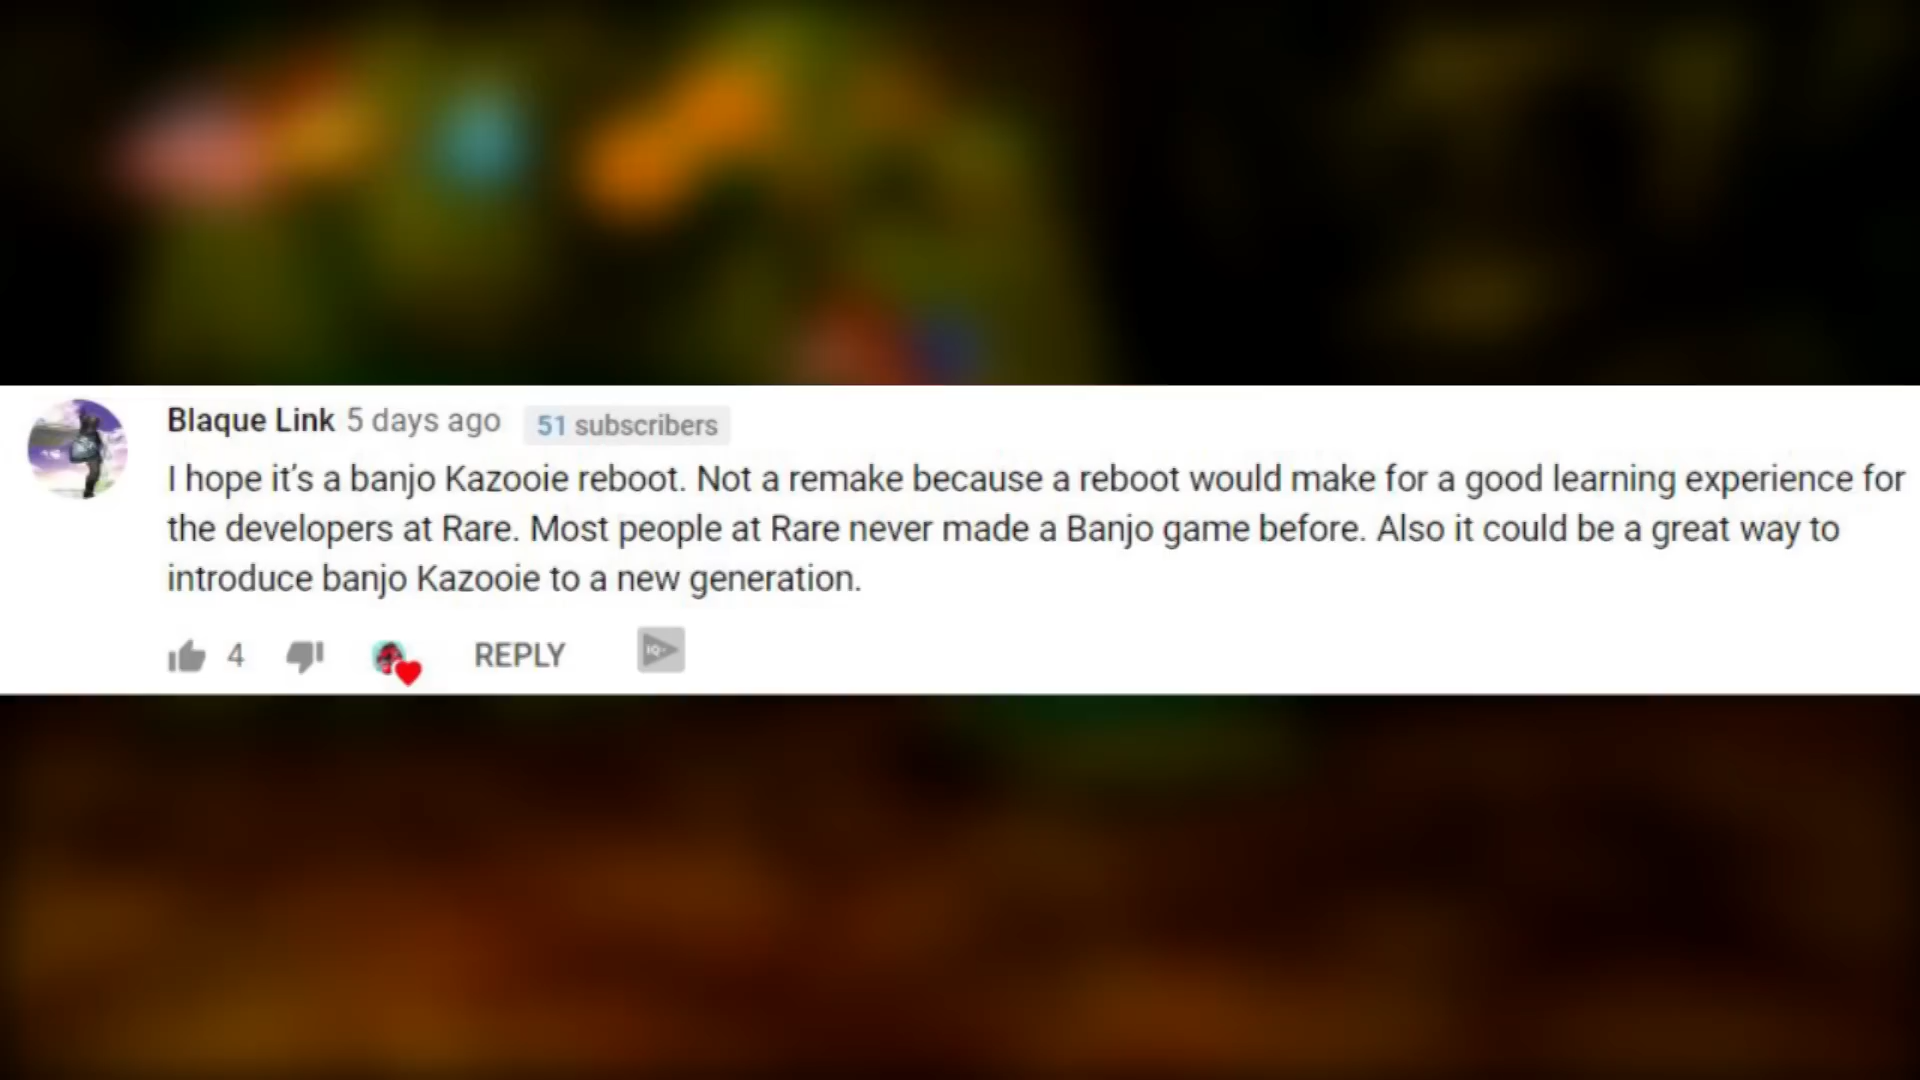 Blaque Link 5 days ago 51 subscribers
I hope it's a banjo Kazooie reboot. Not a remake because a reboot would make for a good learning experience for
the developers at Rare. Most people at Rare never made a Banjo game before. Also it could be a great way to
introduce banjo Kazooie to a new generation.
4 REPLY IQ